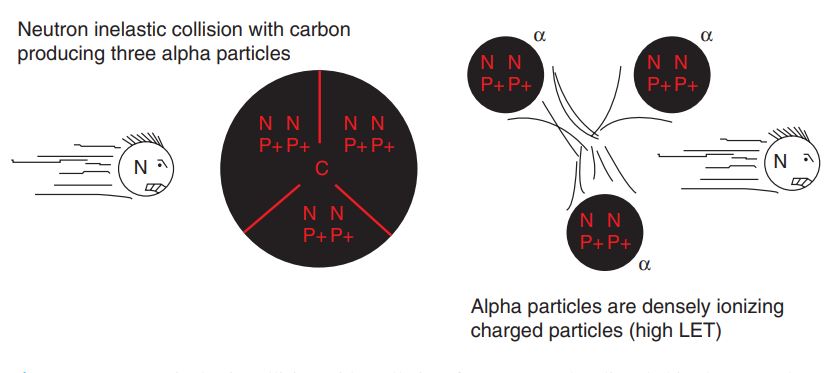 Neutron inelastic collision with carbon
producing three alpha particles
N
N N
P+ P+
N N
P+ P+
C
N N
P+ P+
α
N N
P+ P+
α
N N
P+ P+
N
N N
P+ P+
α
Alpha particles are densely ionizing
charged particles (high LET)